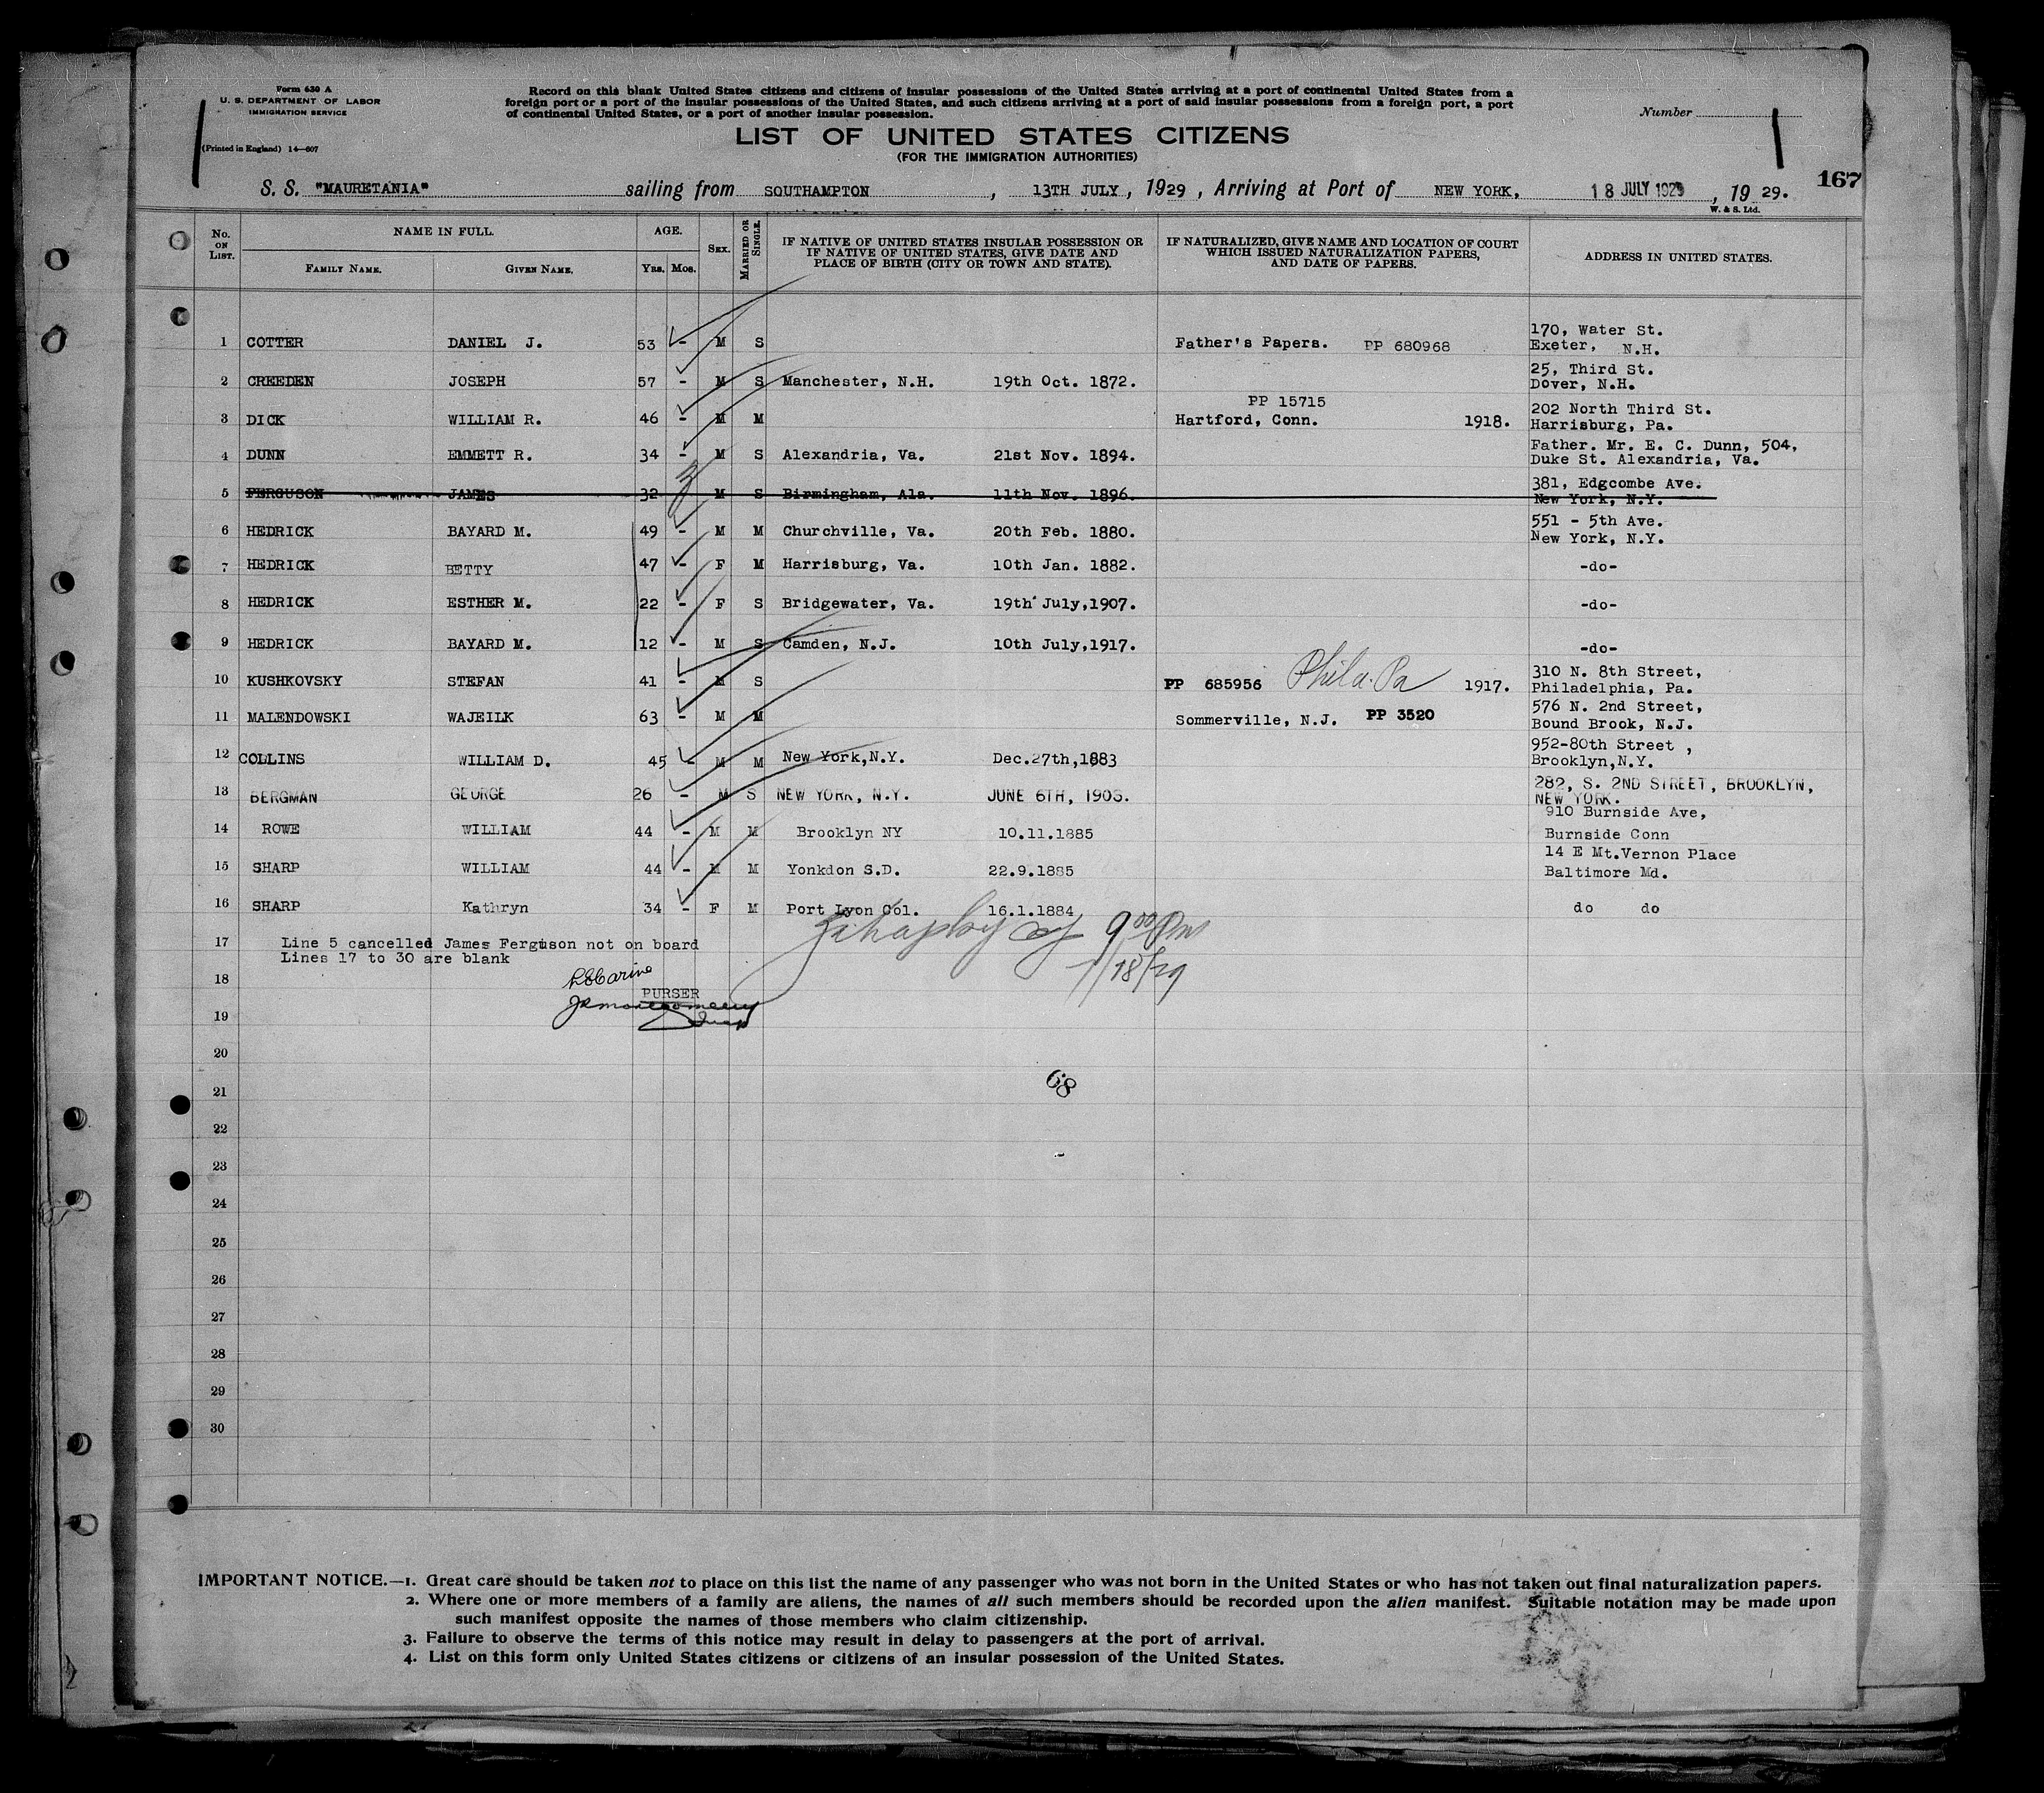 Form 630 A
U. S. DEPARTMENT OF LABOR
IMMIGRATION SERVICE
(Printed in England) 14—607
Record on this blank United States citizens and citizens of insular possessions of the United States arriving at a port of continental United States from a
foreign port or a port of the insular possessions of the United States, and such citizens arriving at a port of said insular possessions from a foreign port, a port
of continental United States, or a port of another insular possession.
Number
LIST OF UNITED STATES CITIZENS
(FOR THE IMMIGRATION AUTHORITIES)
S. S. "MAURETANIA" sailing from SOUTHAMPTON, 13TH JULY, 1929, Arriving at Port of NEW YORK, 18 JULY 1929, 1929.
167
W. & S. Ltd.
No. ON LIST. NAME IN FULL. FAMILY NAME. GIVEN NAME. AGE. YRS. MOS. SEX. MARRIED OR SINGLE. IF NATIVE OF UNITED STATES INSULAR POSSESSION OR IF NATIVE OF UNITED STATES, GIVE DATE AND PLACE OF BIRTH (CITY OR TOWN AND STATE). IF NATURALIZED, GIVE NAME AND LOCATION OF COURT WHICH ISSUED NATURALIZATION PAPERS, AND DATE OF PAPERS. ADDRESS IN UNITED STATES.
1 COTTER DANIEL J. 53 - M S Father's Papers. PP 680968 170, Water St. Exeter, N.H.
2 CREEDEN JOSEPH 57 - M S Manchester, N.H. 19th Oct. 1872. 25, Third St. Dover, N.H.
3 DICK WILLIAM R. 46 - M M PP 15715 Hartford, Conn. 1918. 202 North Third St. Harrisburg, Pa.
4 DUNN EMMETT R. 34 - M S Alexandria, Va. 21st Nov. 1894. Father. Mr. E. C. Dunn, 504, Duke St. Alexandria, Va.
5 FERGUSON JAMES 32 M S Birmingham, Ala. 11th Nov. 1896. 381, Edgcombe Ave. New York, N.Y.
6 HEDRICK BAYARD M. 49 - M M Churchville, Va. 20th Feb. 1880. 551 - 5th Ave. New York, N.Y.
7 HEDRICK BETTY 47 - F M Harrisburg, Va. 10th Jan. 1882. -do-
8 HEDRICK ESTHER M. 22 - F S Bridgewater, Va. 19th July,1907. -do-
9 HEDRICK BAYARD M. 12 - M S Camden, N.J. 10th July,1917. -do-
10 KUSHKOVSKY STEFAN 41 - M S PP 685956 Phila. Pa 1917. 310 N. 8th Street, Philadelphia, Pa.
11 MALENDOWSKI WAJEILK 63 - M M Sommerville, N.J. PP 3520 576 N. 2nd Street, Bound Brook, N.J.
12 COLLINS WILLIAM D. 45 - M M New York,N.Y. Dec.27th,1883 952-80th Street , Brooklyn,N.Y.
13 BERGMAN GEORGE 26 - M S NEW YORK, N.Y. JUNE 6TH, 1903. 282, S. 2ND STREET, BROOKLYN, NEW YORK.
14 ROWE WILLIAM 44 - M M Brooklyn NY 10.11.1885 910 Burnside Ave, Burnside Conn
15 SHARP WILLIAM 44 - M M Yonkdon S.D. 22.9.1885 14 E Mt.Vernon Place Baltimore Md.
16 SHARP Kathryn 34 - F M Port Lyon Col. 16.1.1884 do do
17 Line 5 cancelled James Ferguson not on board
Lines 17 to 30 are blank
9 00 Pm
7/18/29
18
PURSER
19
20
68
21
22
23
24
25
26
27
28
29
30
IMPORTANT NOTICE.—1. Great care should be taken not to place on this list the name of any passenger who was not born in the United States or who has not taken out final naturalization papers.
2. Where one or more members of a family are aliens, the names of all such members should be recorded upon the alien manifest. Suitable notation may be made upon
such manifest opposite the names of those members who claim citizenship.
3. Failure to observe the terms of this notice may result in delay to passengers at the port of arrival.
4. List on this form only United States citizens or citizens of an insular possession of the United States.